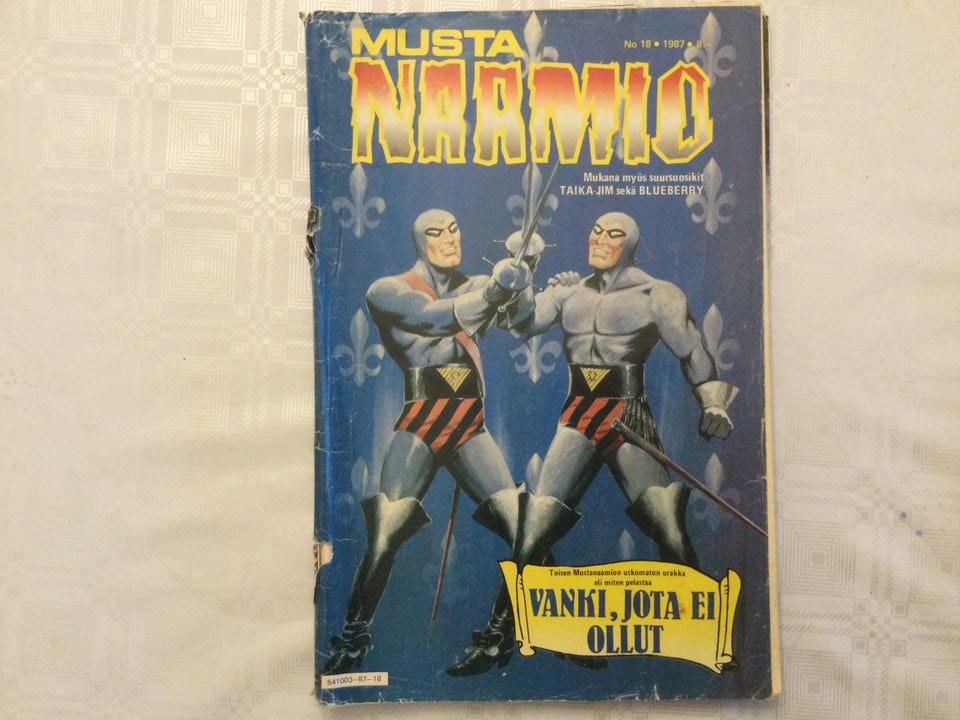 MUSTA
No 18 • 1987 • 8:-
NAAMIO
Mukana myös suursuosikit
TAIKA-JIM sekä BLUEBERRY
Toisen Mustanaamion uskomaton urakka
eli miten pelastaa
VANKI, JOTA EI
OLLUT
541003-87-18